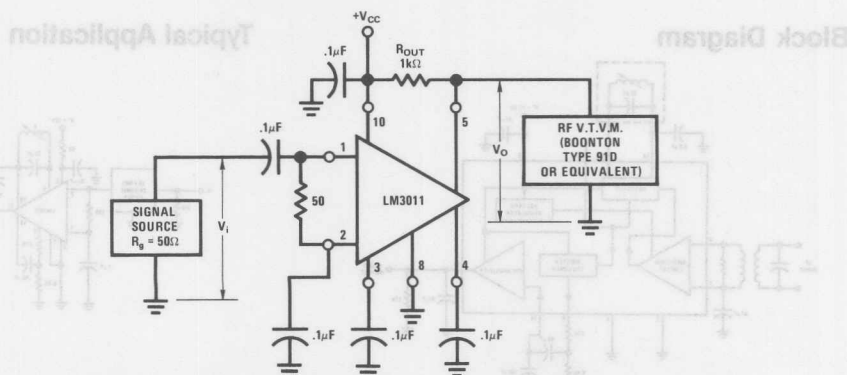 Block Diagram
Typical Application
+VCC
.1µF
ROUT
1kΩ
10
5
.1µF
1
VO
RF V.T.V.M.
(BOONTON
TYPE 91D
OR EQUIVALENT)
LM3011
50
SIGNAL
SOURCE
Rg = 50Ω
Vi
2
3
8
4
.1µF
.1µF
.1µF